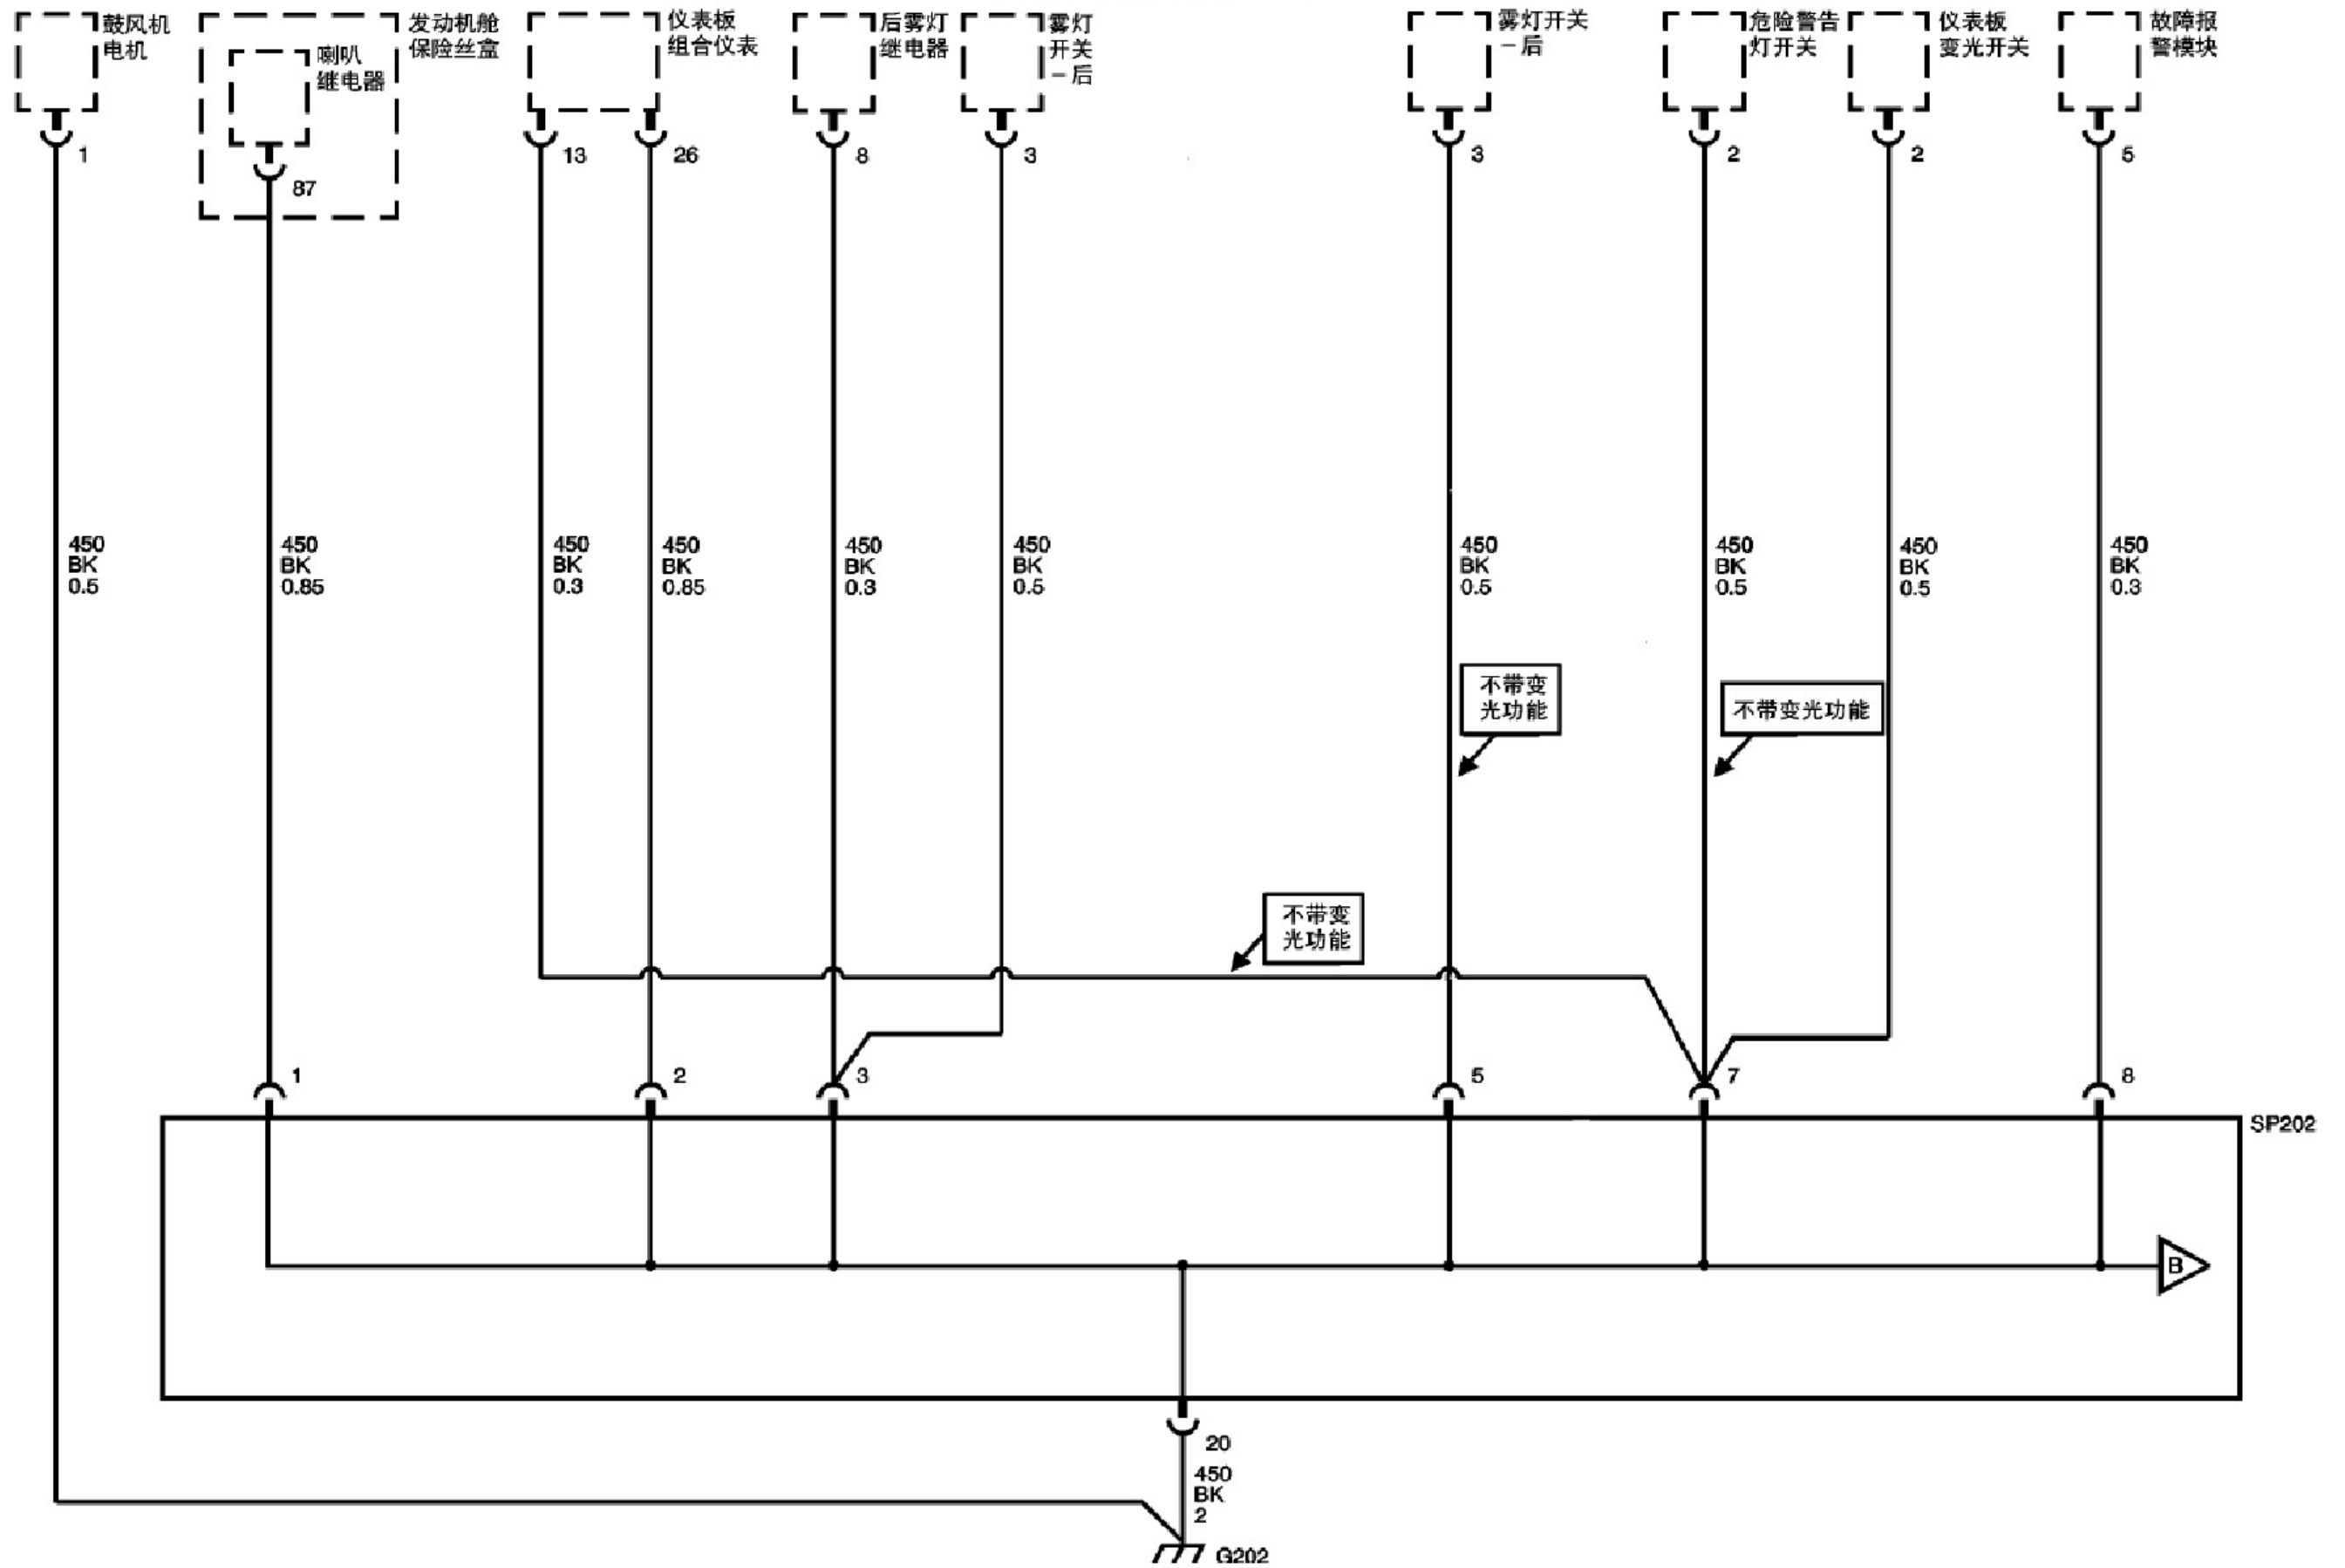 鼓风机
电机
喇叭
继电器
发动机舱
保险丝盒
仪表板
组合仪表
后雾灯
继电器
雾灯
开关
－后
雾灯开关
－后
危险警告
灯开关
仪表板
变光开关
故障报
警模块
1
87
13
26
8
3
3
2
2
5
450
BK
0.5
450
BK
0.85
450
BK
0.3
450
BK
0.85
450
BK
0.3
450
BK
0.5
450
BK
0.5
450
BK
0.5
450
BK
0.5
450
BK
0.3
不带变
光功能
不带变光功能
不带变
光功能
1
2
3
5
7
8
SP202
B
20
450
BK
2
G202